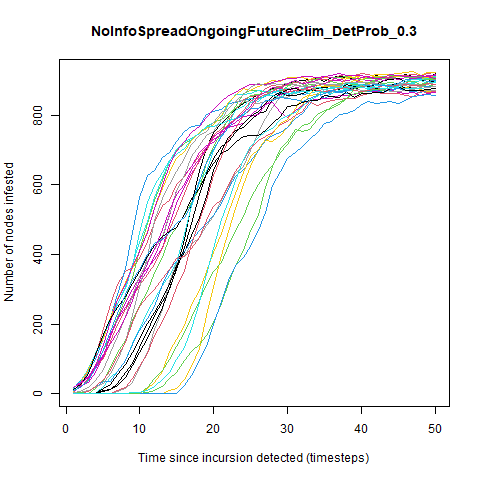 NoInfoSpreadOngoingFutureClim_DetProb_0.3
Number of nodes infested
800
600
400
200
0
0 10 20 30 40 50
Time since incursion detected (timesteps)